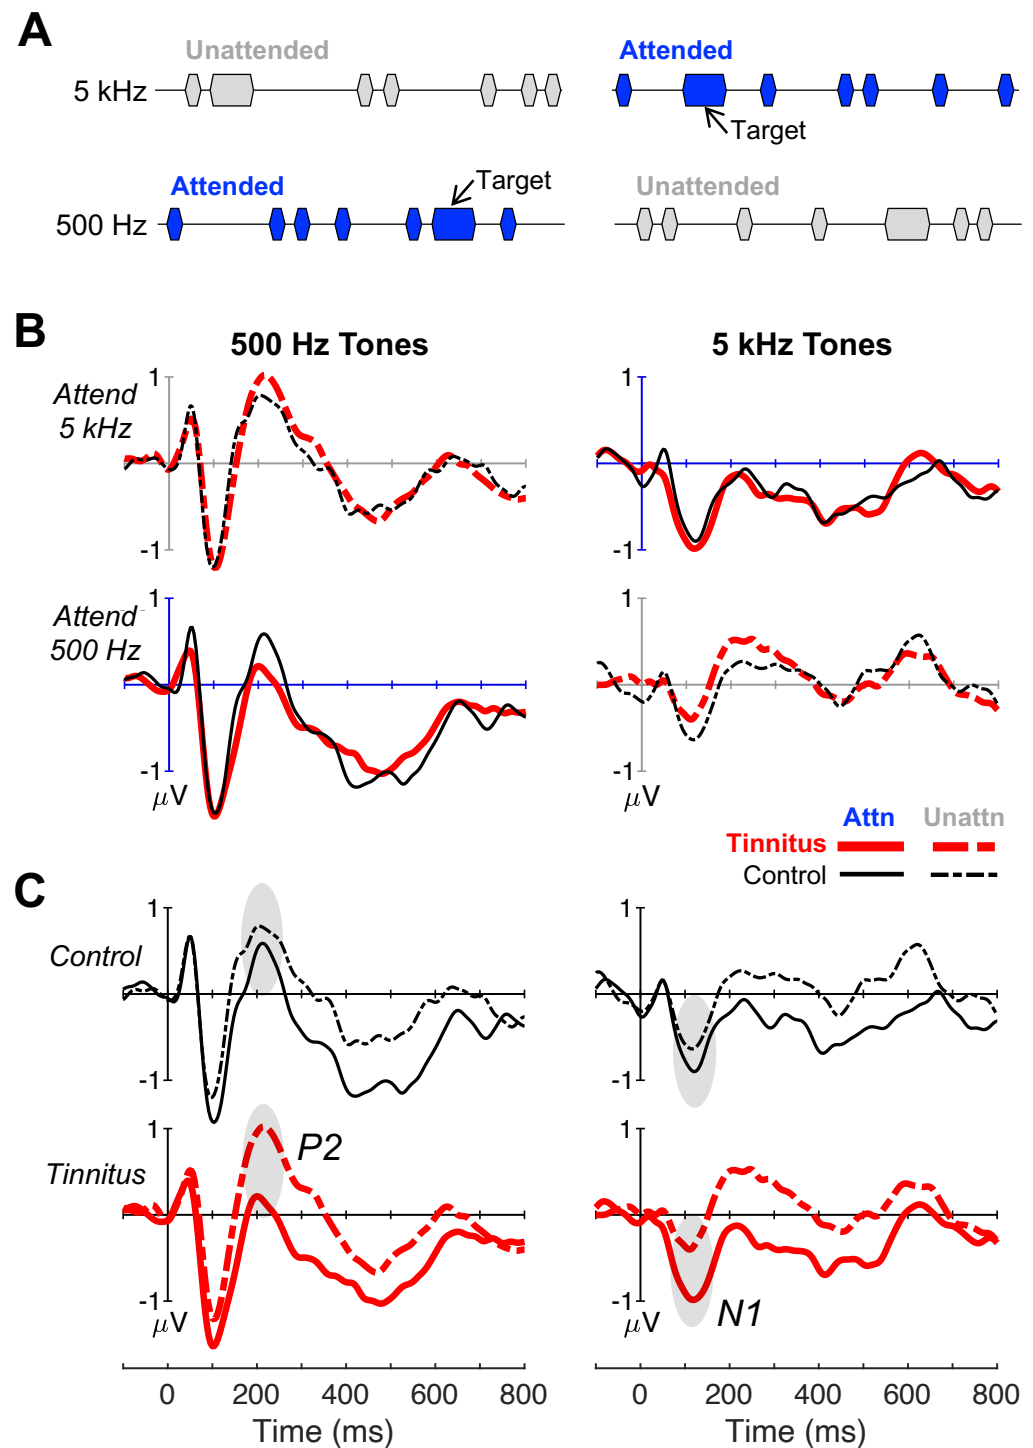 A
Unattended
Attended
5 kHz
Target
Attended
Target
Unattended
500 Hz
B
500 Hz Tones
5 kHz Tones
Attend
5 kHz
1
-1
1
-1
Attend
500 Hz
1
-1
μV
1
-1
μV
Attn
Unattn
Tinnitus
Control
C
Control
1
-1
1
-1
Tinnitus
1
P2
-1
μV
1
N1
-1
μV
0 200 400 600 800
0 200 400 600 800
Time (ms)
Time (ms)